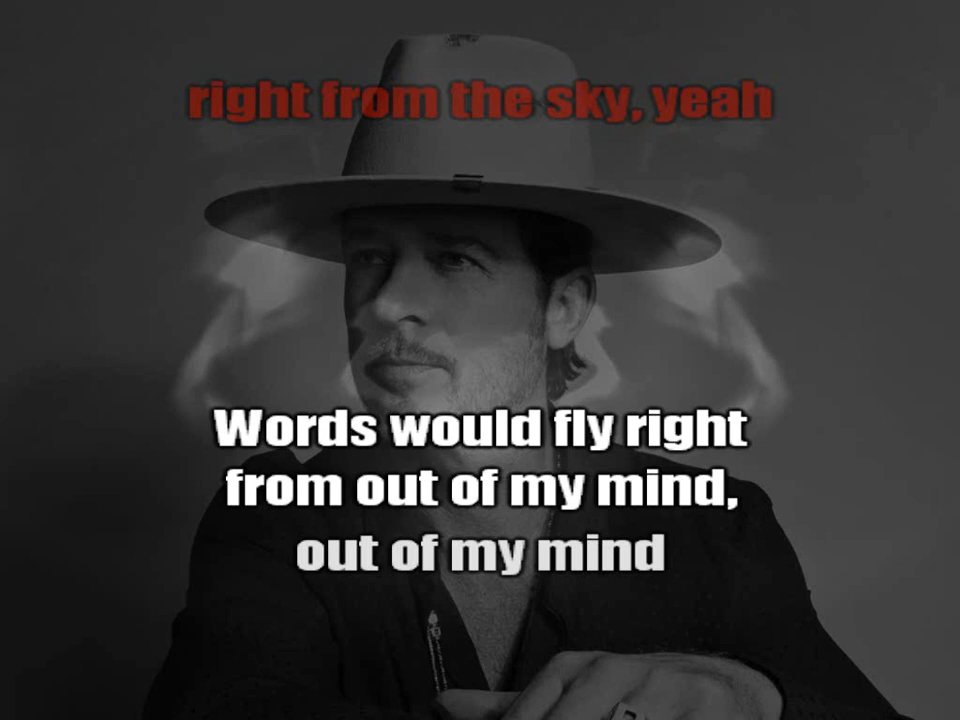 right from the sky, yeah
Words would fly right
from out of my mind,
out of my mind